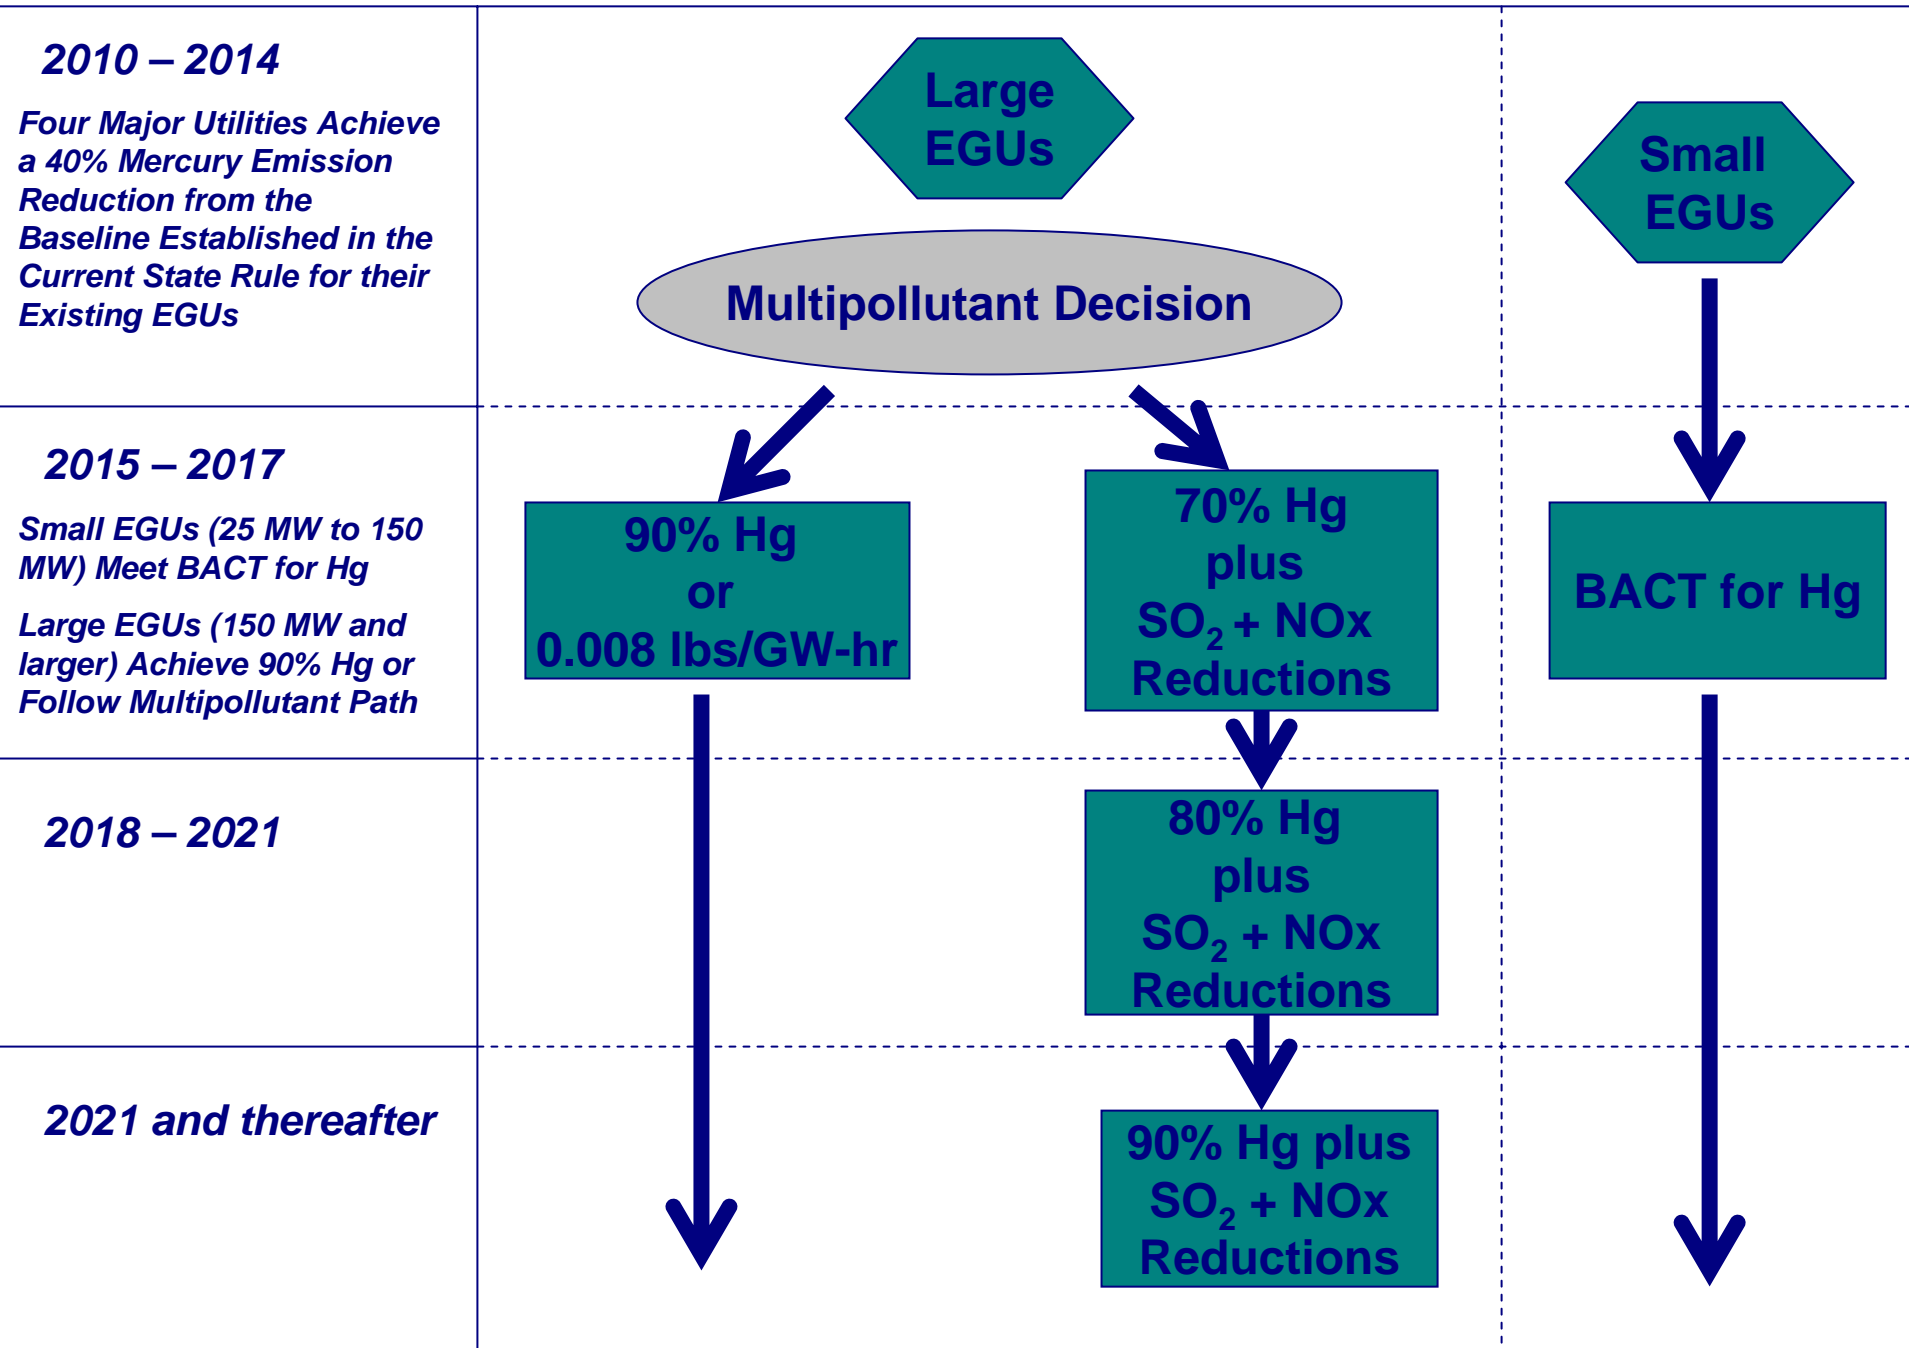 2010 – 2014
Four Major Utilities Achieve
a 40% Mercury Emission
Reduction from the
Baseline Established in the
Current State Rule for their
Existing EGUs
Large
EGUs
Small
EGUs
Multipollutant Decision
2015 – 2017
Small EGUs (25 MW to 150
MW) Meet BACT for Hg
Large EGUs (150 MW and
larger) Achieve 90% Hg or
Follow Multipollutant Path
90% Hg
or
0.008 lbs/GW-hr
70% Hg
plus
SO2 + NOx
Reductions
BACT for Hg
2018 – 2021
80% Hg
plus
SO2 + NOx
Reductions
2021 and thereafter
90% Hg plus
SO2 + NOx
Reductions